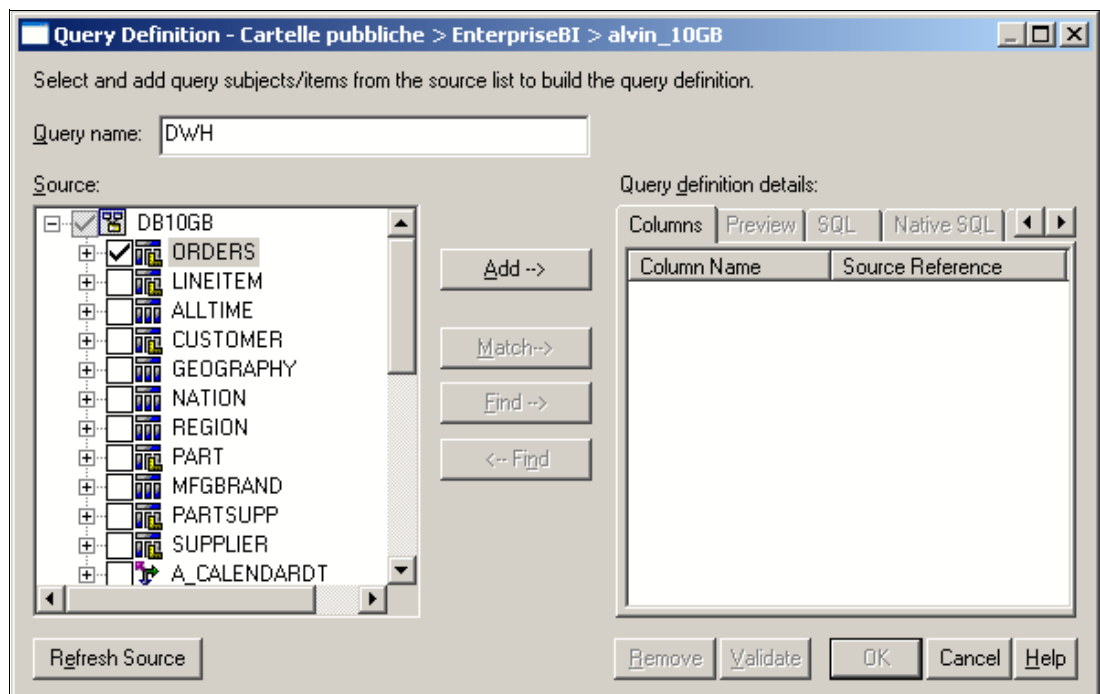 Query Definition - Cartelle pubbliche > EnterpriseBI > alvin_10GB
Select and add query subjects/items from the source list to build the query definition.
Query name: DWH
Source:
DB10GB
ORDERS
LINEITEM
ALLTIME
CUSTOMER
GEOGRAPHY
NATION
REGION
PART
MFGBRAND
PARTSUPP
SUPPLIER
A_CALENDARDT
Add -->
Match-->
Find -->
<-- Find
Query definition details:
Columns Preview SQL Native SQL
Column Name Source Reference
Refresh Source
Remove Validate OK Cancel Help